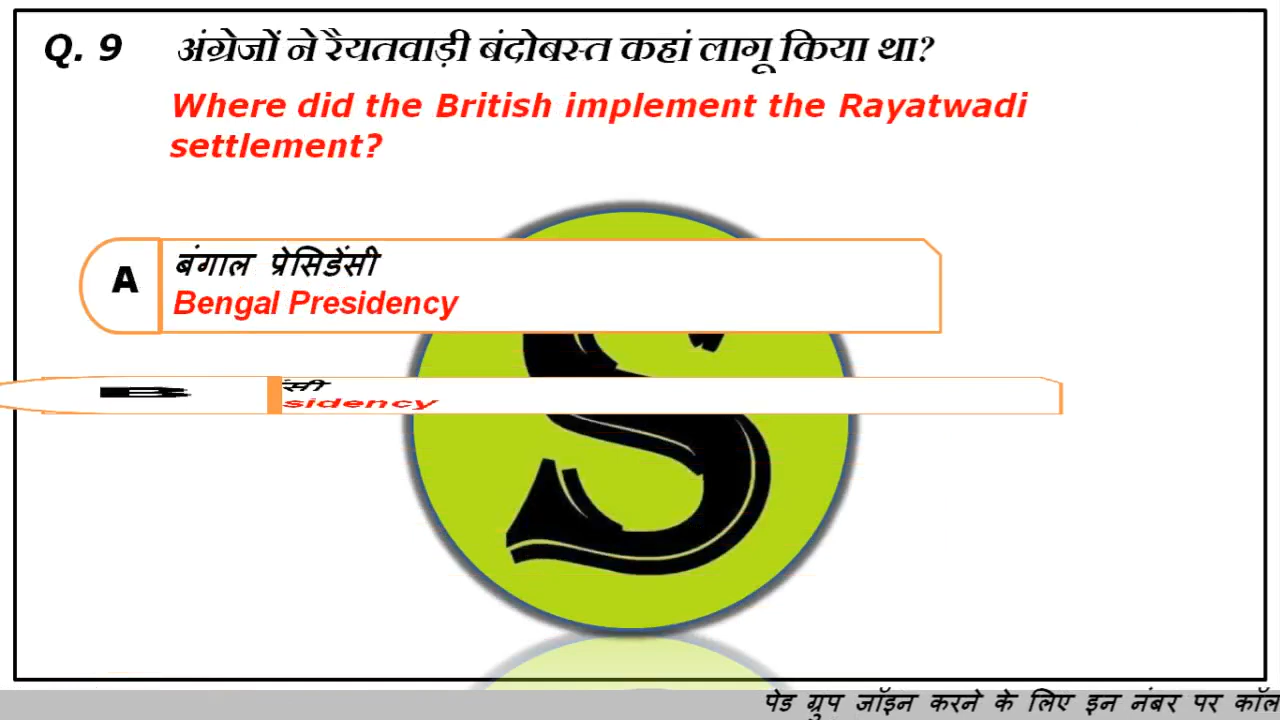 Q. 9 अंग्रेजों ने रैयतवाड़ी बंदोबस्त कहां लागू किया था?
Where did the British implement the Rayatwadi
settlement?
A
बंगाल प्रेसिडेंसी
Bengal Presidency
B
sidency
पेड ग्रुप जॉइन करने के लिए इन नंबर पर कॉल